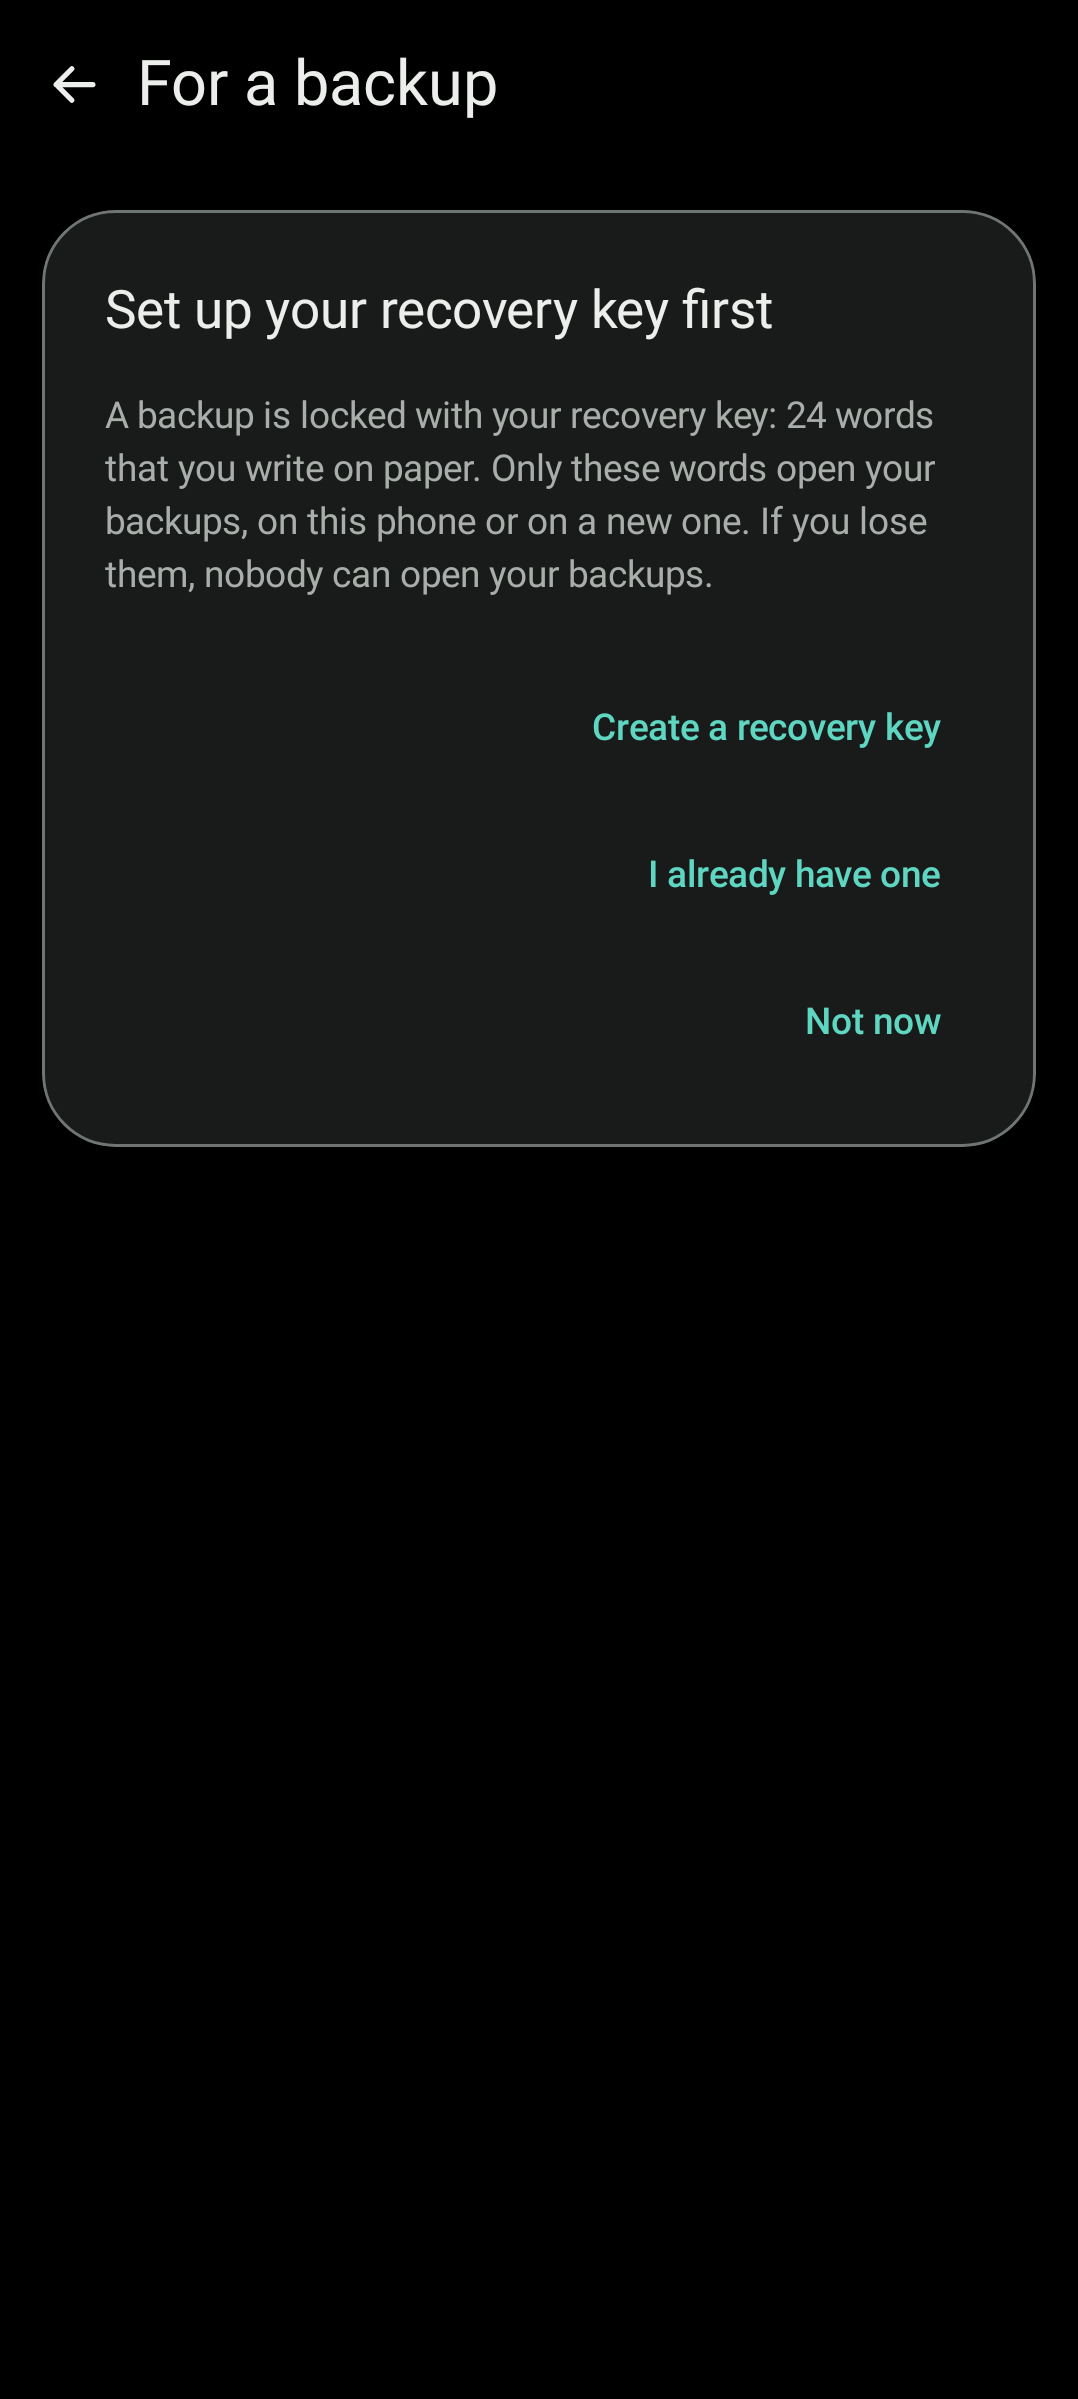 For a backup
Set up your recovery key first
A backup is locked with your recovery key: 24 words
that you write on paper. Only these words open your
backups, on this phone or on a new one. If you lose
them, nobody can open your backups.
Create a recovery key
I already have one
Not now